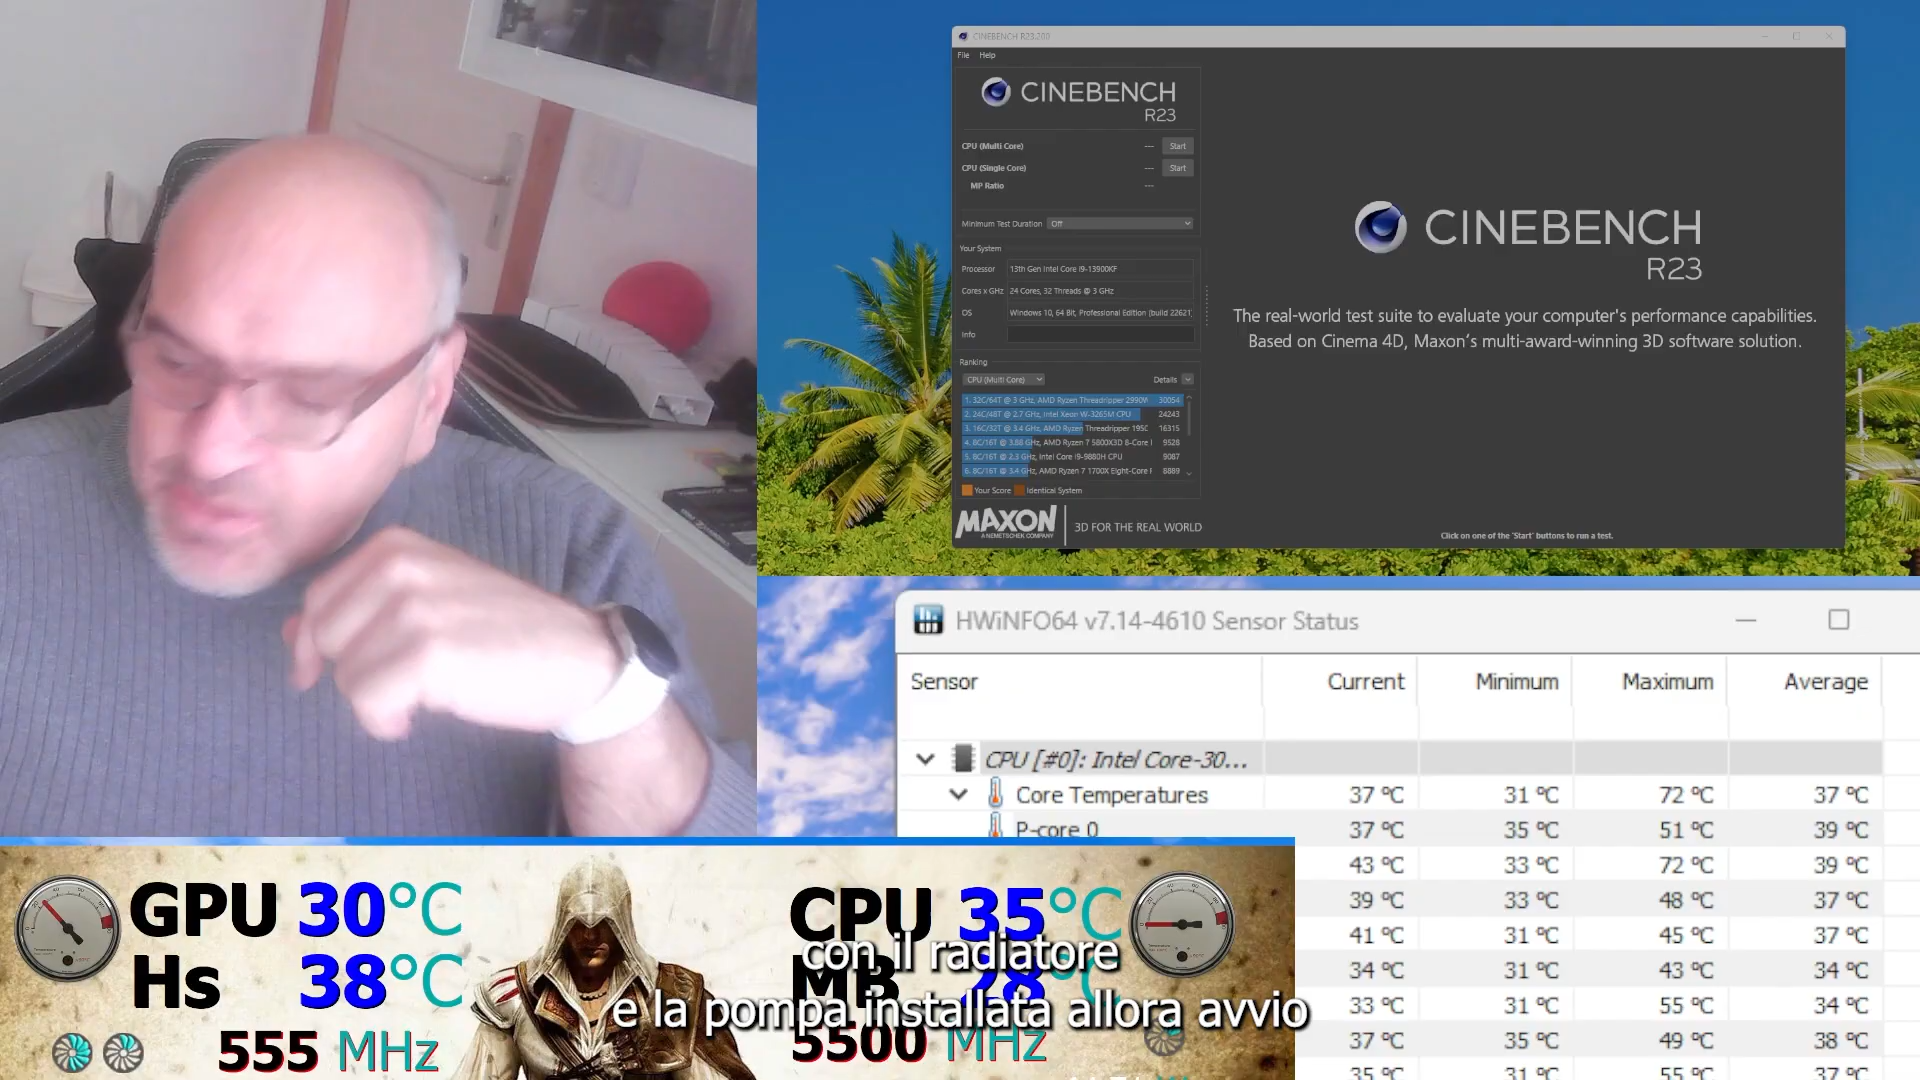 CINEBENCH R23.200
File Help
CINEBENCH
R23
CPU (Multi Core) --- Start
CPU (Single Core) --- Start
MP Ratio ---
Minimum Test Duration Off
Your System
Processor 13th Gen Intel Core i9-13900KF
Cores x GHz 24 Cores, 32 Threads @ 3 GHz
OS Windows 10, 64 Bit, Professional Edition (build 22621)
Info
Ranking
CPU (Multi Core) Details
1. 32C/64T @ 3 GHz, AMD Ryzen Threadripper 2990W 30054
2. 24C/48T @ 2.7 GHz, Intel Xeon W-3265M CPU 24243
3. 16C/32T @ 3.4 GHz, AMD Ryzen Threadripper 195C 16315
4. 8C/16T @ 3.88 GHz, AMD Ryzen 7 5800X3D 8-Core 9528
5. 8C/16T @ 2.3 GHz, Intel Core i9-9880H CPU 9087
6. 8C/16T @ 3.4 GHz, AMD Ryzen 7 1700X Eight-Core 8889
Your Score Identical System
MAXON
A NEMETSCHEK COMPANY
3D FOR THE REAL WORLD
CINEBENCH
R23
The real-world test suite to evaluate your computer's performance capabilities.
Based on Cinema 4D, Maxon's multi-award-winning 3D software solution.
Click on one of the 'Start' buttons to run a test.
HWiNFO64 v7.14-4610 Sensor Status
Sensor Current Minimum Maximum Average
CPU [#0]: Intel Core-30...
Core Temperatures 37 °C 31 °C 72 °C 37 °C
P-core 0 37 °C 35 °C 51 °C 39 °C
43 °C 33 °C 72 °C 39 °C
39 °C 33 °C 48 °C 37 °C
41 °C 31 °C 45 °C 37 °C
34 °C 31 °C 43 °C 34 °C
33 °C 31 °C 55 °C 34 °C
37 °C 35 °C 49 °C 38 °C
35 °C 31 °C 55 °C 37 °C
GPU 30°C
Hs 38°C
555 MHz
CPU 35°C
MB 28°C
5500 MHz
con il radiatore
e la pompa installata allora avvio